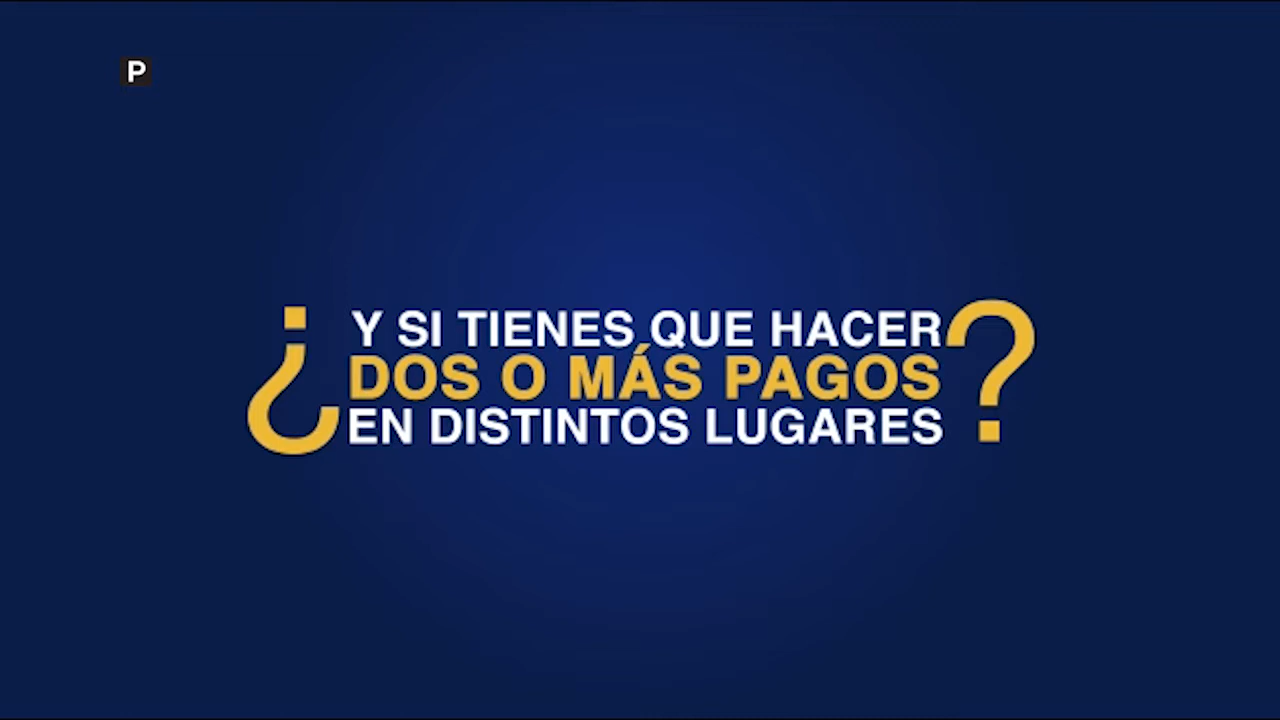 P
¿Y SI TIENES QUE HACER
DOS O MÁS PAGOS
EN DISTINTOS LUGARES?